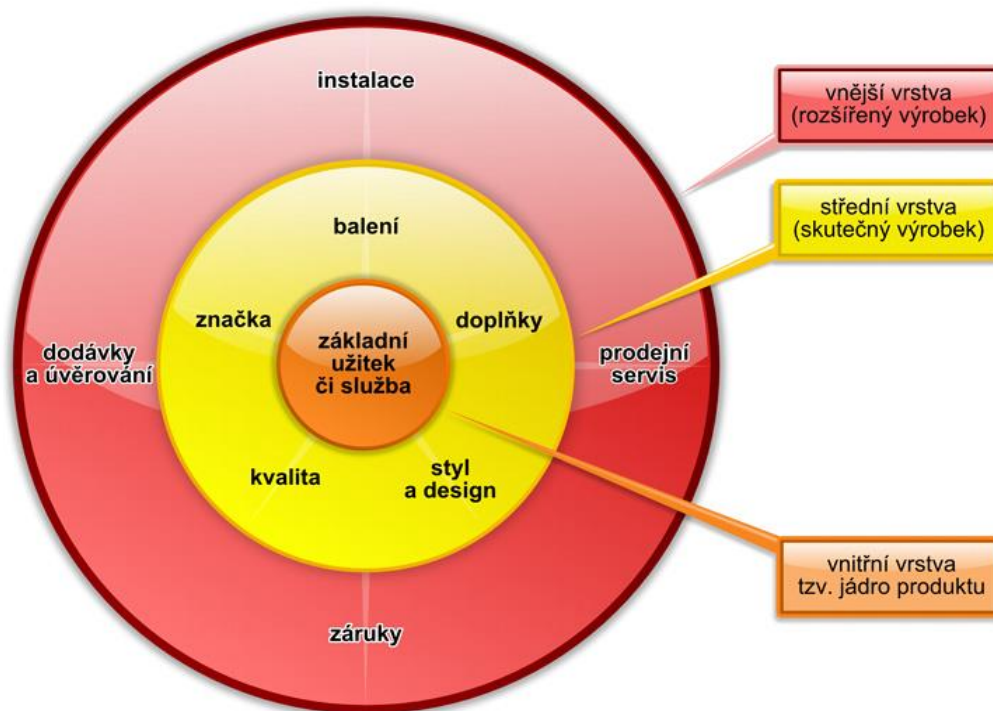 instalace
vnější vrstva
(rozšířený výrobek)
balení
střední vrstva
(skutečný výrobek)
značka
doplňky
základní
užitek
či služba
dodávky
a úvěrování
prodejní
servis
kvalita
styl
a design
vnitřní vrstva
tzv. jádro produktu
záruky